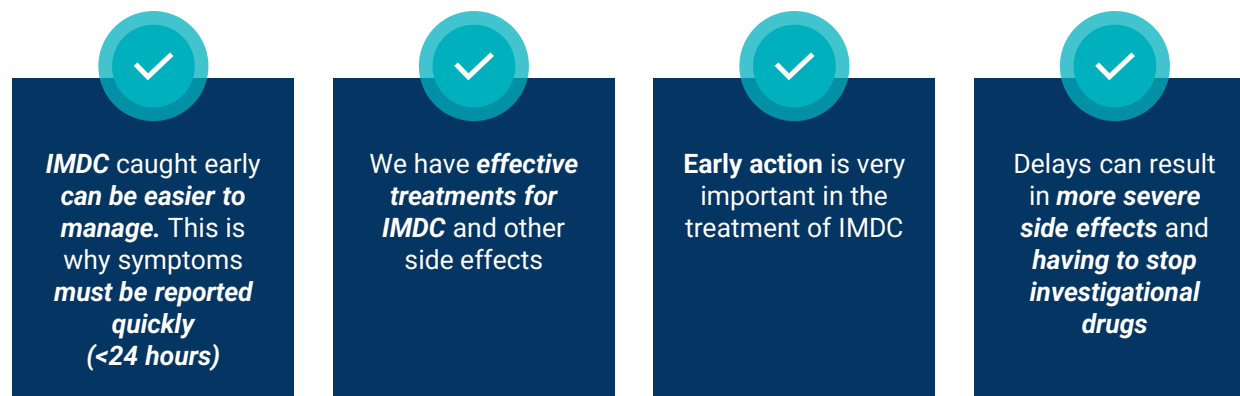 IMDC caught early
can be easier to
manage. This is
why symptoms
must be reported
quickly
(<24 hours)
We have effective
treatments for
IMDC and other
side effects
Early action is very
important in the
treatment of IMDC
Delays can result
in more severe
side effects and
having to stop
investigational
drugs